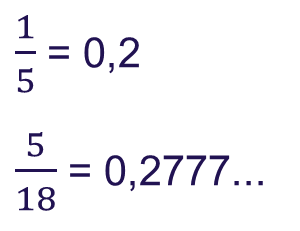 1/5 = 0,2
5/18 = 0,2777...